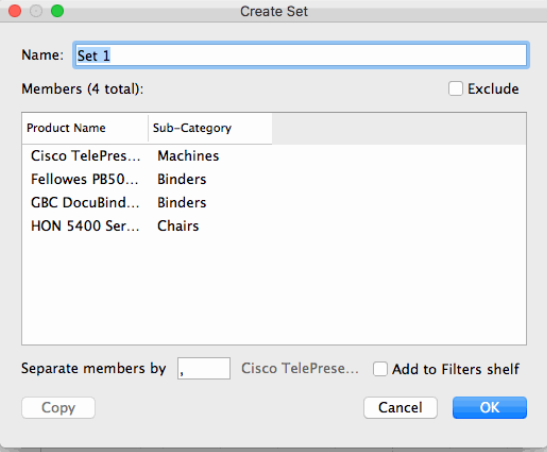 Create Set
Name: Set 1
Members (4 total): Exclude
Product Name Sub-Category
Cisco TelePres... Machines
Fellowes PB50... Binders
GBC DocuBind... Binders
HON 5400 Ser... Chairs
Separate members by , Cisco TelePrese... Add to Filters shelf
Copy Cancel OK